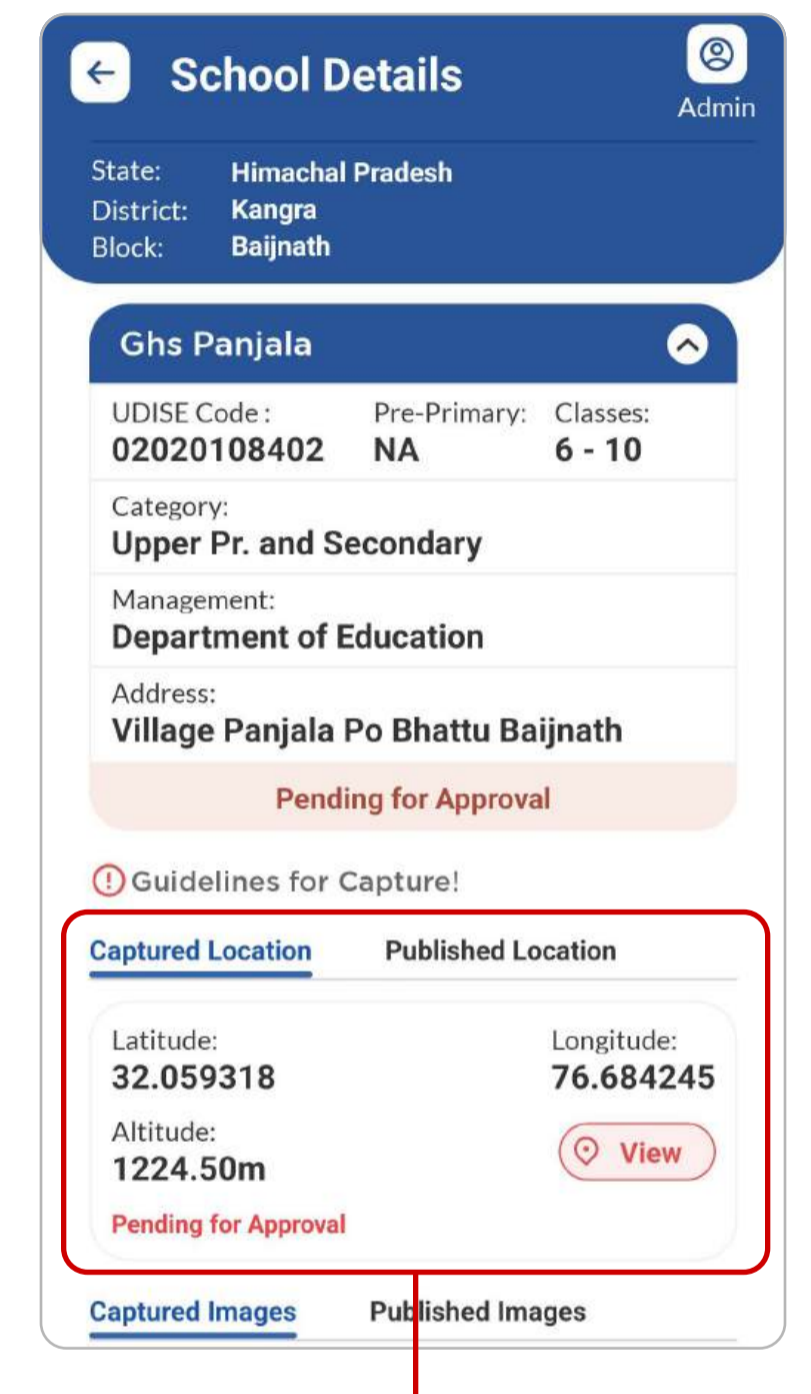 School Details
Admin
State: Himachal Pradesh
District: Kangra
Block: Baijnath
Ghs Panjala
UDISE Code : Pre-Primary: Classes:
02020108402 NA 6 - 10
Category:
Upper Pr. and Secondary
Management:
Department of Education
Address:
Village Panjala Po Bhattu Baijnath
Pending for Approval
Guidelines for Capture!
Captured Location Published Location
Latitude: Longitude:
32.059318 76.684245
Altitude:
1224.50m
View
Pending for Approval
Captured Images Published Images